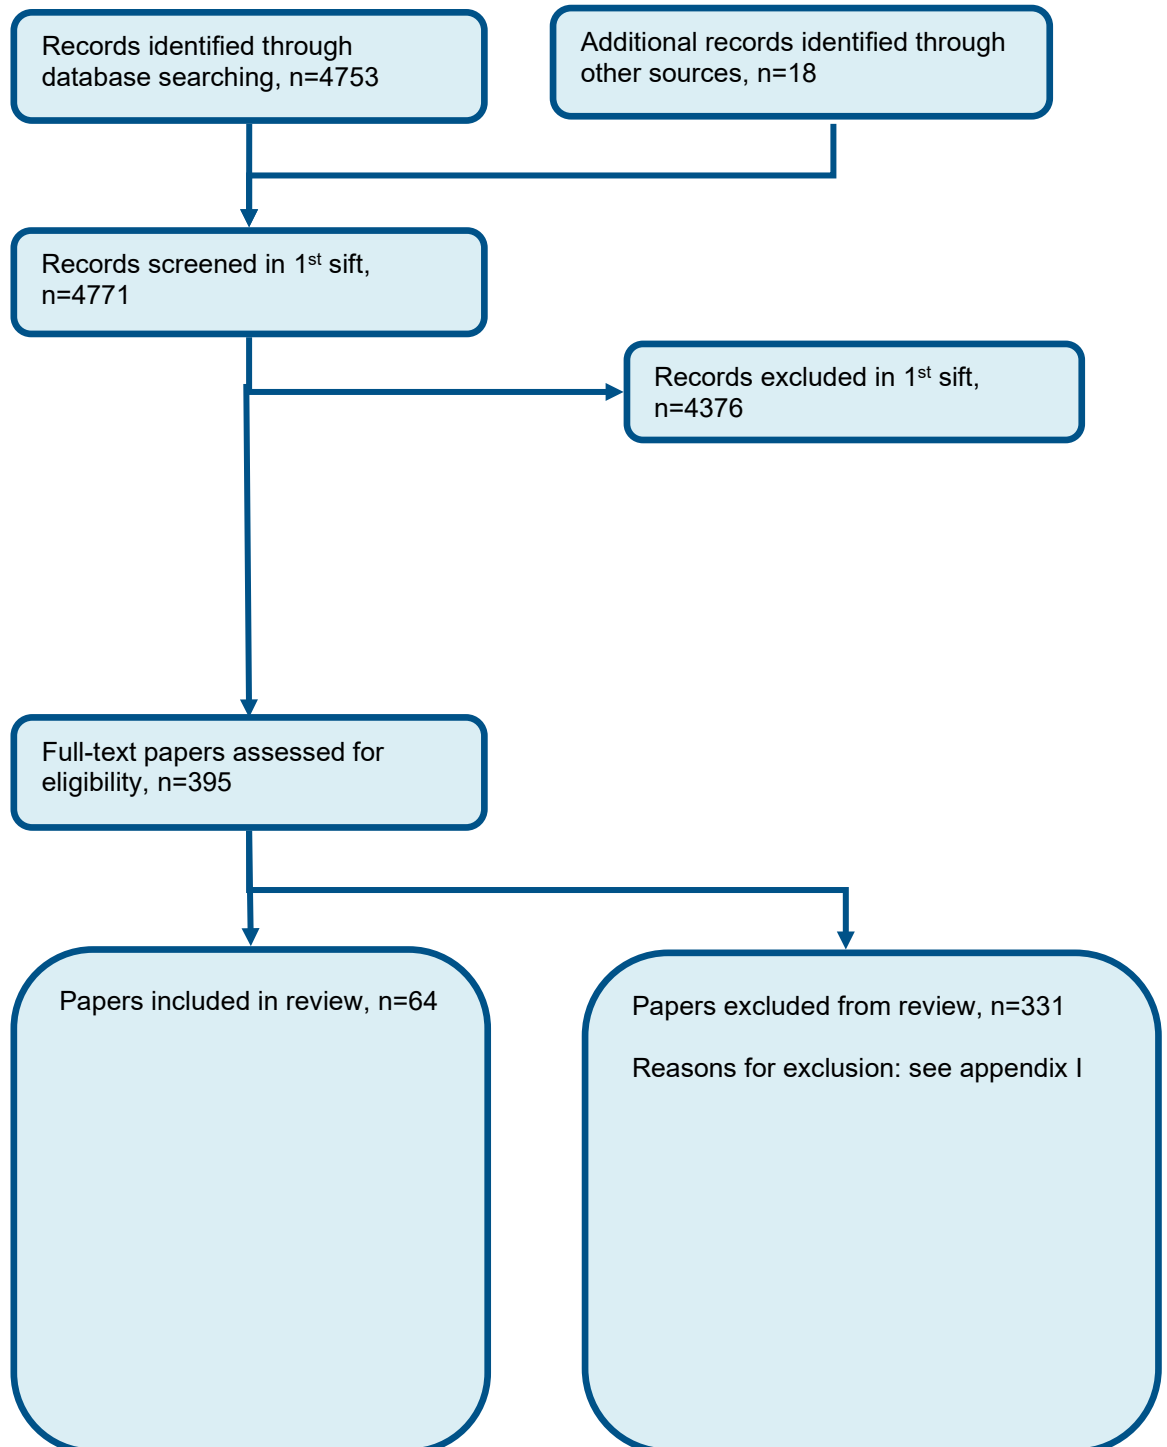 Records identified through
database searching, n=4753
Additional records identified through
other sources, n=18
Records screened in 1st sift,
n=4771
Records excluded in 1st sift,
n=4376
Full-text papers assessed for
eligibility, n=395
Papers included in review, n=64
Papers excluded from review, n=331
Reasons for exclusion: see appendix I